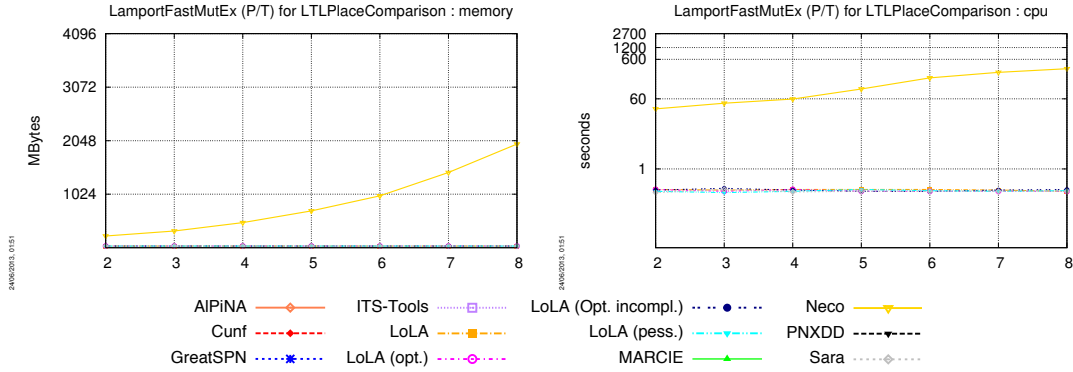 LamportFastMutEx (P/T) for LTLPlaceComparison : memory
4096
3072
2048
1024
MBytes
2 3 4 5 6 7 8
24/06/2013, 01:51
LamportFastMutEx (P/T) for LTLPlaceComparison : cpu
2700
1200
600
60
1
seconds
2 3 4 5 6 7 8
24/06/2013, 01:51
AlPiNA ITS-Tools LoLA (Opt. incompl.) Neco
Cunf LoLA LoLA (pess.) PNXDD
GreatSPN LoLA (opt.) MARCIE Sara